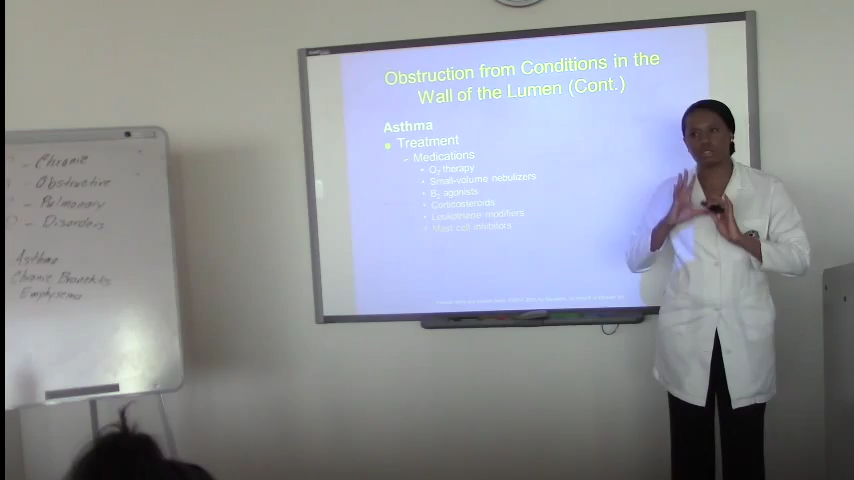 - Chronic
- Obstructive
- Pulmonary
- Disorders
Asthma
Chronic Bronchitis
Emphysema
Obstruction from Conditions in the
Wall of the Lumen (Cont.)
Asthma
● Treatment
– Medications
• O2 therapy
• Small-volume nebulizers
• B2 agonists
• Corticosteroids
• Leukotriene modifiers
• Mast cell inhibitors